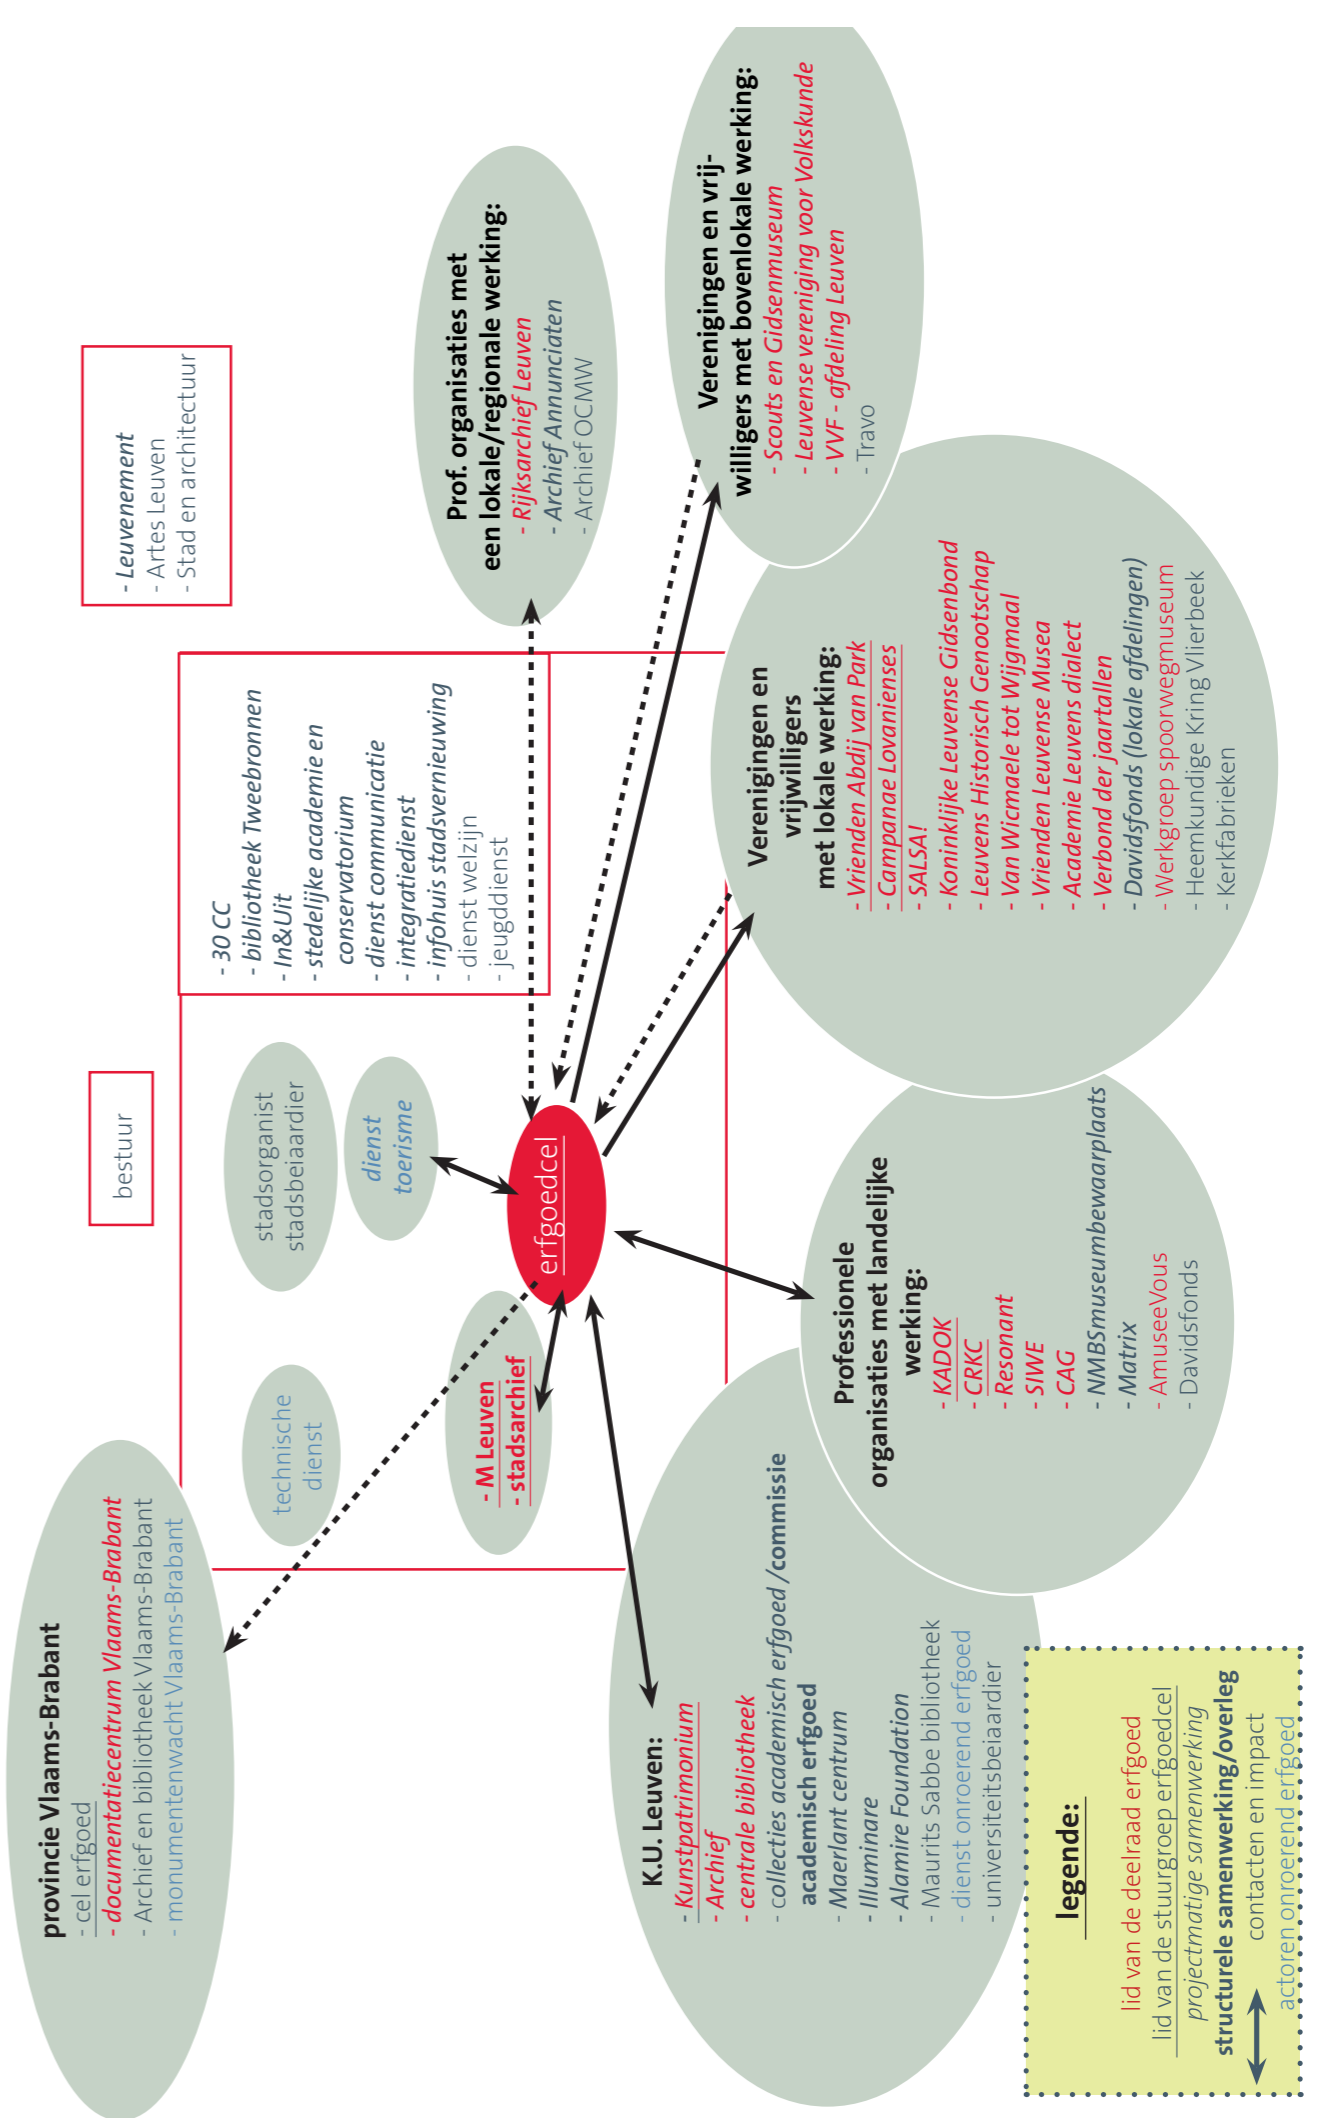 provincie Vlaams-Brabant
- cel erfgoed
- documentatiecentrum Vlaams-Brabant
- Archief en bibliotheek Vlaams-Brabant
- monumentenwacht Vlaams-Brabant
bestuur
- Leuvenement
- Artes Leuven
- Stad en architectuur
technische
dienst
stadsorganist
stadsbeiaardier
dienst
toerisme
- 30 CC
- bibliotheek Tweebronnen
- In&Uit
- stedelijke academie en
conservatorium
- dienst communicatie
- integratiedienst
- infohuis stadsvernieuwing
- dienst welzijn
- jeugddienst
- M Leuven
- stadsarchief
erfgoedcel
Prof. organisaties met
een lokale/regionale werking:
- Rijksarchief Leuven
- Archief Annunciaten
- Archief OCMW
K.U. Leuven:
- Kunstpatrimonium
- Archief
- centrale bibliotheek
- collecties academisch erfgoed /commissie
academisch erfgoed
- Maerlant centrum
- Illuminare
- Alamire Foundation
- Maurits Sabbe bibliotheek
- dienst onroerend erfgoed
- universiteitsbeiaardier
Professionele
organisaties met landelijke
werking:
- KADOK
- CRKC
- Resonant
- SIWE
- CAG
- NMBSmuseumbewaarplaats
- Matrix
- AmuseeVous
- Davidsfonds
Verenigingen en
vrijwilligers
met lokale werking:
- Vrienden Abdij van Park
- Campanae Lovanienses
- SALSA!
- Koninklijke Leuvense Gidsenbond
- Leuvens Historisch Genootschap
- Van Wicmaele tot Wijgmaal
- Vrienden Leuvense Musea
- Academie Leuvens dialect
- Verbond der jaartallen
- Davidsfonds (lokale afdelingen)
- Werkgroep spoorwegmuseum
- Heemkundige Kring Vlierbeek
- Kerkfabrieken
Verenigingen en vrij-
willigers met bovenlokale werking:
- Scouts en Gidsenmuseum
- Leuvense vereniging voor Volkskunde
- VVF - afdeling Leuven
- Travo
legende:
lid van de deelraad erfgoed
lid van de stuurgroep erfgoedcel
projectmatige samenwerking
structurele samenwerking/overleg
contacten en impact
actoren onroerend erfgoed